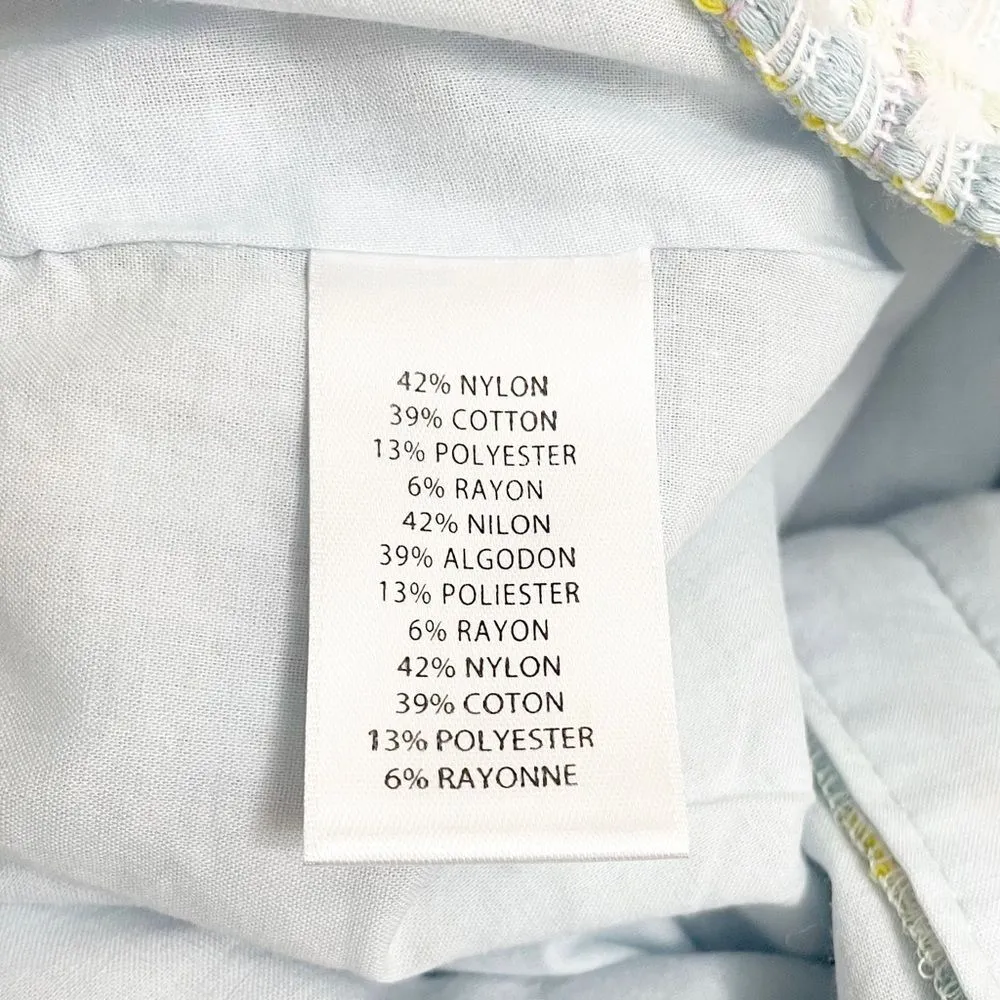 42% NYLON
39% COTTON
13% POLYESTER
6% RAYON
42% NILON
39% ALGODON
13% POLIESTER
6% RAYON
42% NYLON
39% COTON
13% POLYESTER
6% RAYONNE